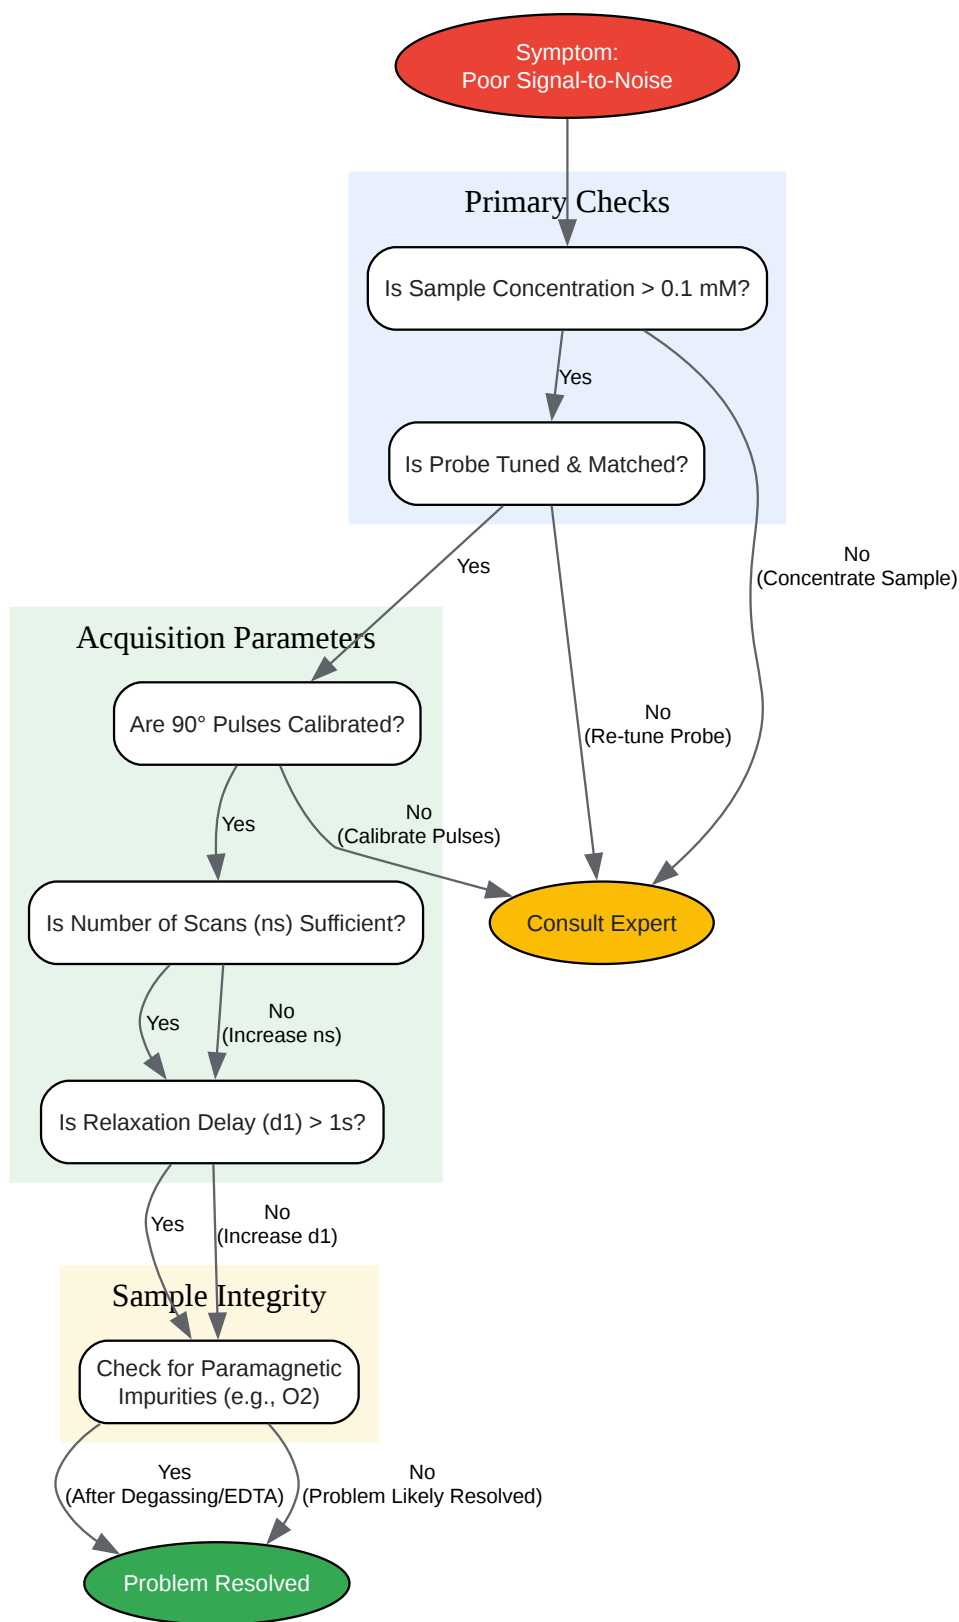 Symptom:
Poor Signal-to-Noise
Primary Checks
Is Sample Concentration > 0.1 mM?
Yes
Is Probe Tuned & Matched?
No
(Concentrate Sample)
Yes
Acquisition Parameters
Are 90° Pulses Calibrated?
No
(Re-tune Probe)
Yes
No
(Calibrate Pulses)
Is Number of Scans (ns) Sufficient?
Consult Expert
Yes
No
(Increase ns)
Is Relaxation Delay (d1) > 1s?
Yes
No
(Increase d1)
Sample Integrity
Check for Paramagnetic
Impurities (e.g., O2)
Yes
(After Degassing/EDTA)
No
(Problem Likely Resolved)
Problem Resolved